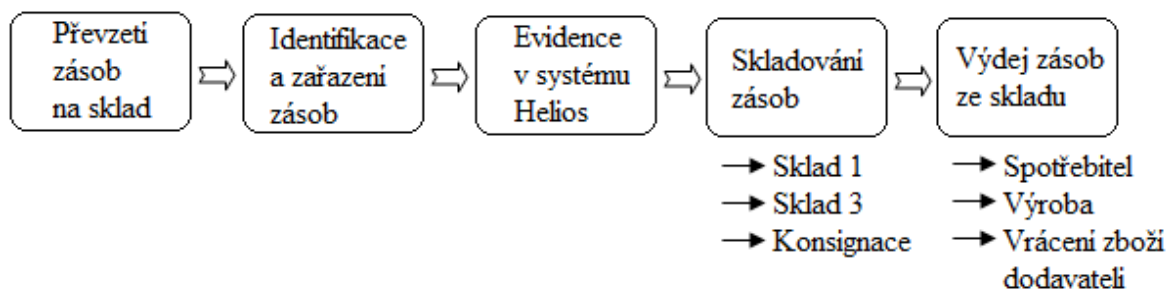 Převzetí
zásob
na sklad
Identifikace
a zařazení
zásob
Evidence
v systému
Helios
Skladování
zásob
Výdej zásob
ze skladu
Sklad 1
Sklad 3
Konsignace
Spotřebitel
Výroba
Vrácení zboží
dodavateli